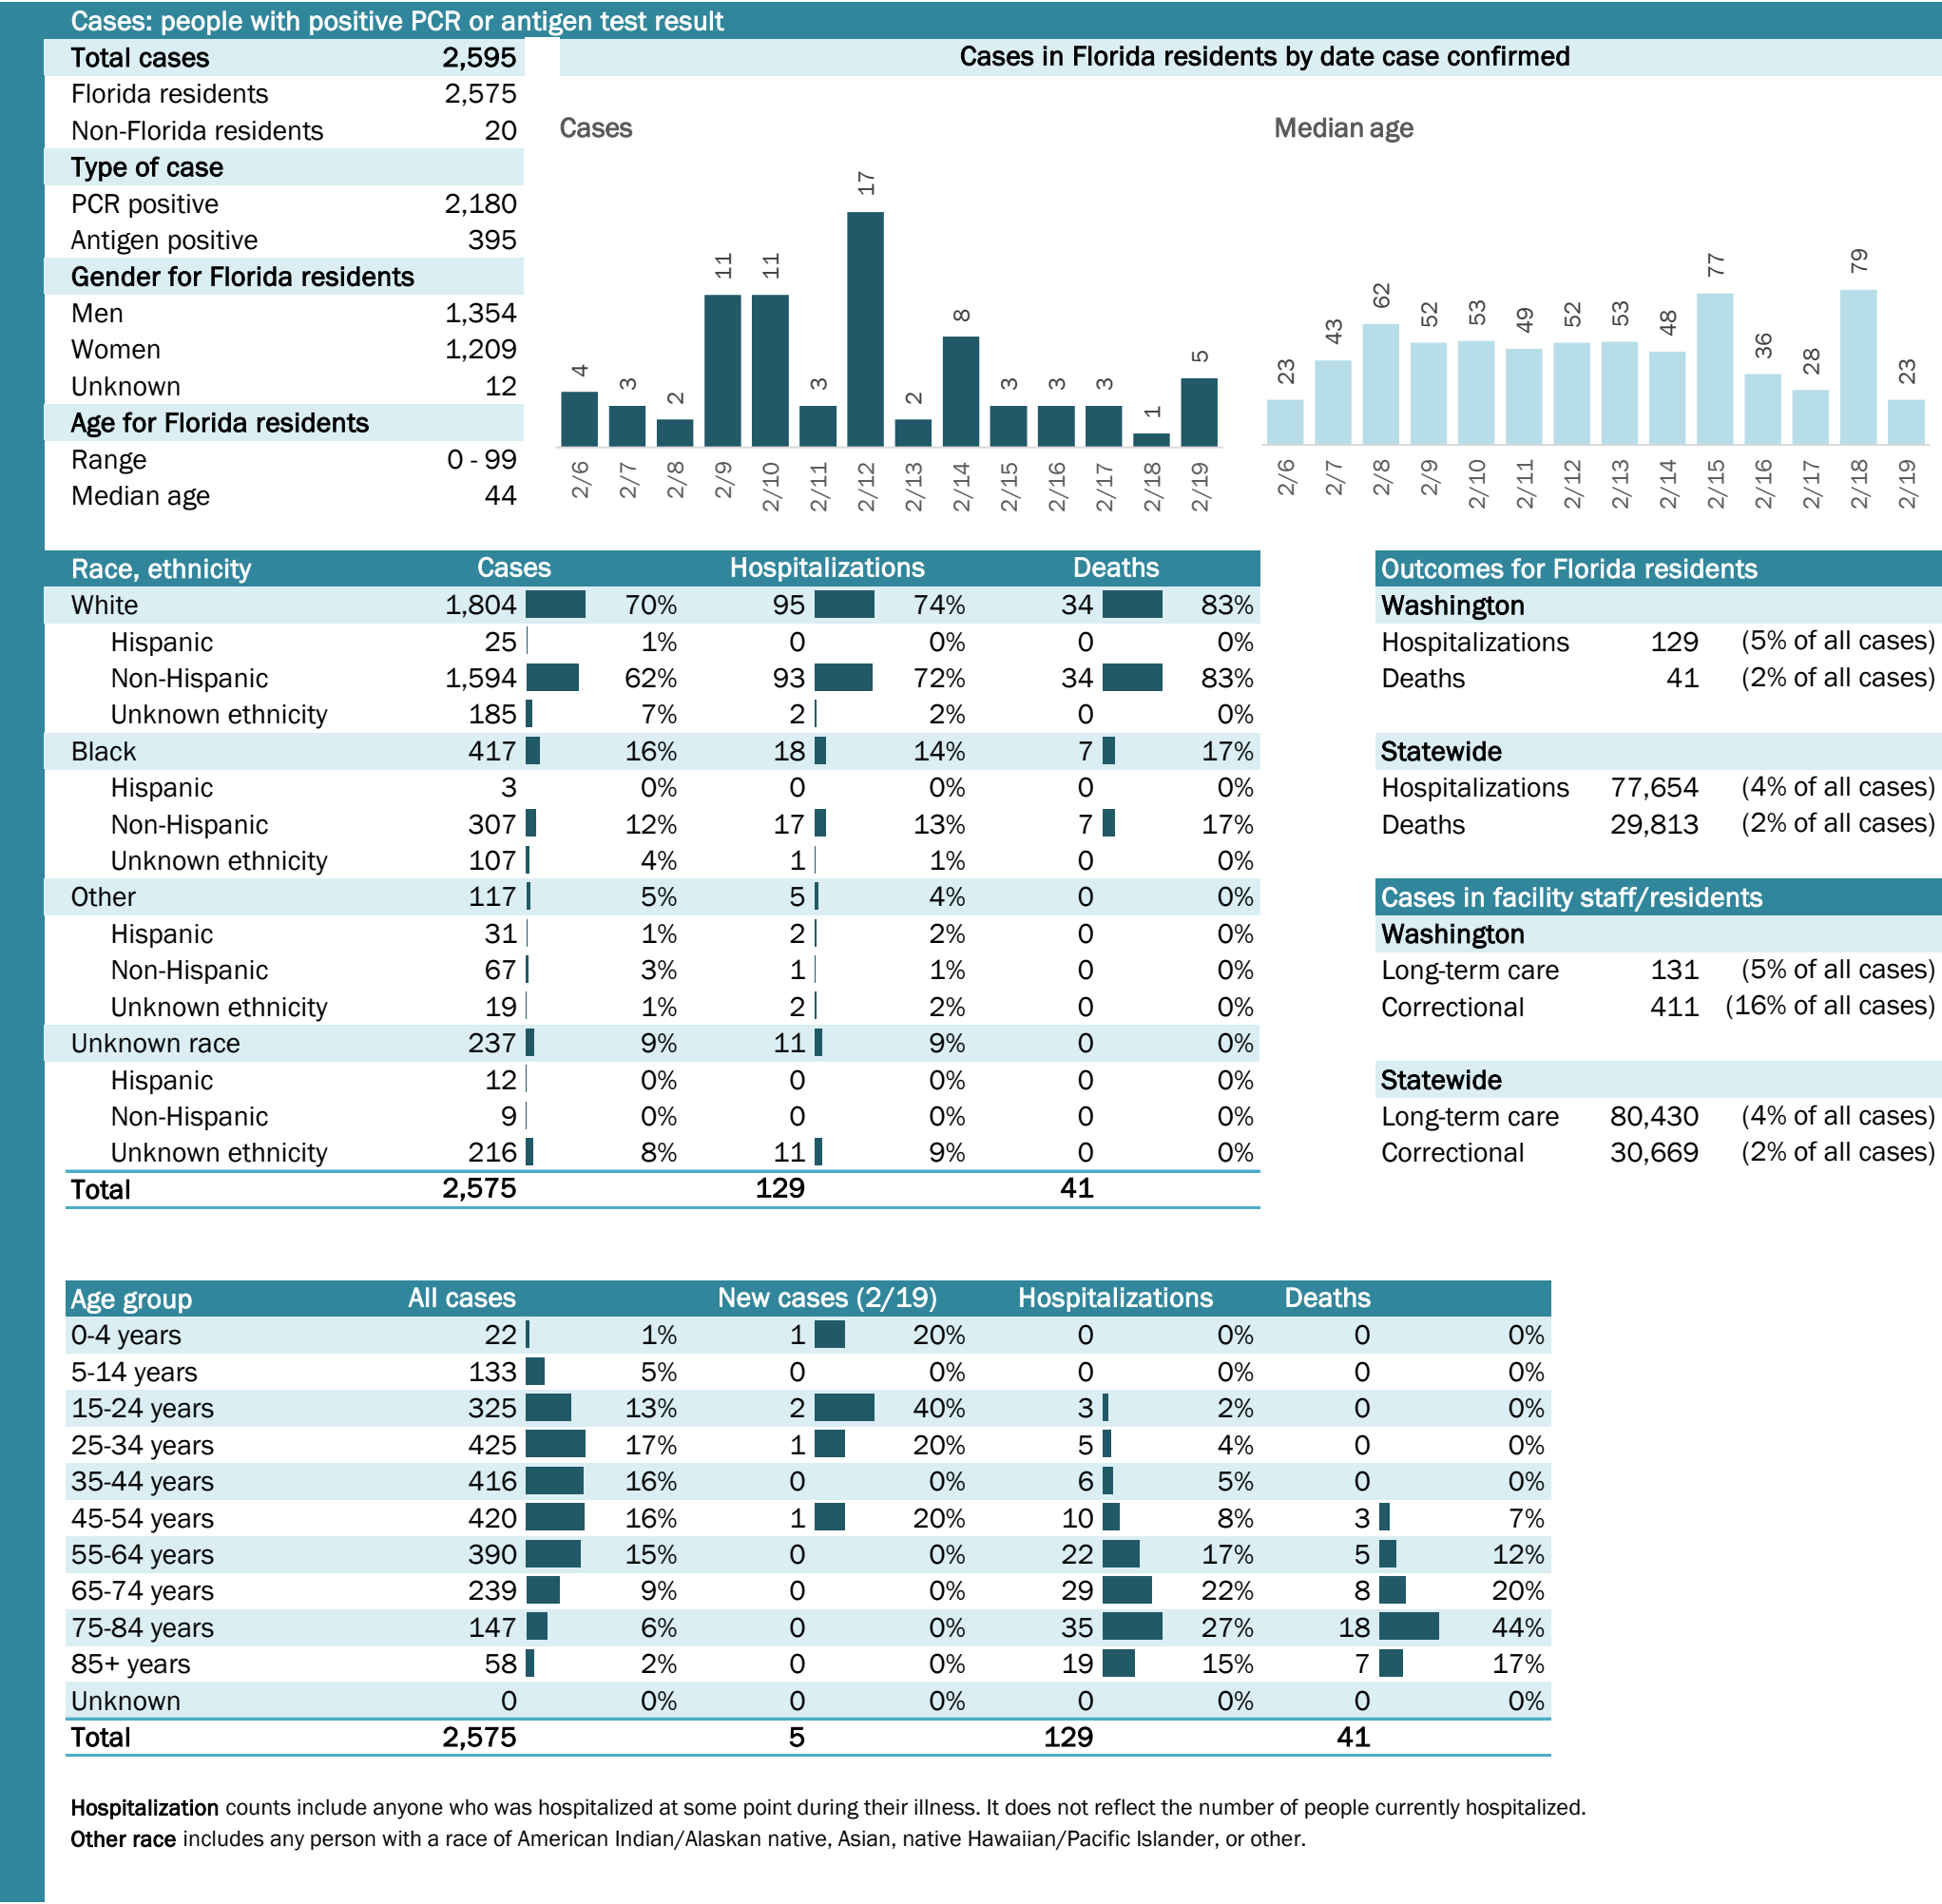 Cases: people with positive PCR or antigen test result
Total cases 2,595
Florida residents 2,575
Non-Florida residents 20
Type of case
PCR positive 2,180
Antigen positive 395
Gender for Florida residents
Men 1,354
Women 1,209
Unknown 12
Age for Florida residents
Range 0 - 99
Median age 44
Cases in Florida residents by date case confirmed
Cases
4 3 2 11 11 3 17 2 8 3 3 3 1 5
2/6 2/7 2/8 2/9 2/10 2/11 2/12 2/13 2/14 2/15 2/16 2/17 2/18 2/19
Median age
23 43 62 52 53 49 52 53 48 77 36 28 79 23
2/6 2/7 2/8 2/9 2/10 2/11 2/12 2/13 2/14 2/15 2/16 2/17 2/18 2/19
Race, ethnicity Cases Hospitalizations Deaths
White 1,804 70% 95 74% 34 83%
Hispanic 25 1% 0 0% 0 0%
Non-Hispanic 1,594 62% 93 72% 34 83%
Unknown ethnicity 185 7% 2 2% 0 0%
Black 417 16% 18 14% 7 17%
Hispanic 3 0% 0 0% 0 0%
Non-Hispanic 307 12% 17 13% 7 17%
Unknown ethnicity 107 4% 1 1% 0 0%
Other 117 5% 5 4% 0 0%
Hispanic 31 1% 2 2% 0 0%
Non-Hispanic 67 3% 1 1% 0 0%
Unknown ethnicity 19 1% 2 2% 0 0%
Unknown race 237 9% 11 9% 0 0%
Hispanic 12 0% 0 0% 0 0%
Non-Hispanic 9 0% 0 0% 0 0%
Unknown ethnicity 216 8% 11 9% 0 0%
Total 2,575 129 41
Outcomes for Florida residents
Washington
Hospitalizations 129 (5% of all cases)
Deaths 41 (2% of all cases)
Statewide
Hospitalizations 77,654 (4% of all cases)
Deaths 29,813 (2% of all cases)
Cases in facility staff/residents
Washington
Long-term care 131 (5% of all cases)
Correctional 411 (16% of all cases)
Statewide
Long-term care 80,430 (4% of all cases)
Correctional 30,669 (2% of all cases)
Age group All cases New cases (2/19) Hospitalizations Deaths
0-4 years 22 1% 1 20% 0 0% 0 0%
5-14 years 133 5% 0 0% 0 0% 0 0%
15-24 years 325 13% 2 40% 3 2% 0 0%
25-34 years 425 17% 1 20% 5 4% 0 0%
35-44 years 416 16% 0 0% 6 5% 0 0%
45-54 years 420 16% 1 20% 10 8% 3 7%
55-64 years 390 15% 0 0% 22 17% 5 12%
65-74 years 239 9% 0 0% 29 22% 8 20%
75-84 years 147 6% 0 0% 35 27% 18 44%
85+ years 58 2% 0 0% 19 15% 7 17%
Unknown 0 0% 0 0% 0 0% 0 0%
Total 2,575 5 129 41
Hospitalization counts include anyone who was hospitalized at some point during their illness. It does not reflect the number of people currently hospitalized.
Other race includes any person with a race of American Indian/Alaskan native, Asian, native Hawaiian/Pacific Islander, or other.